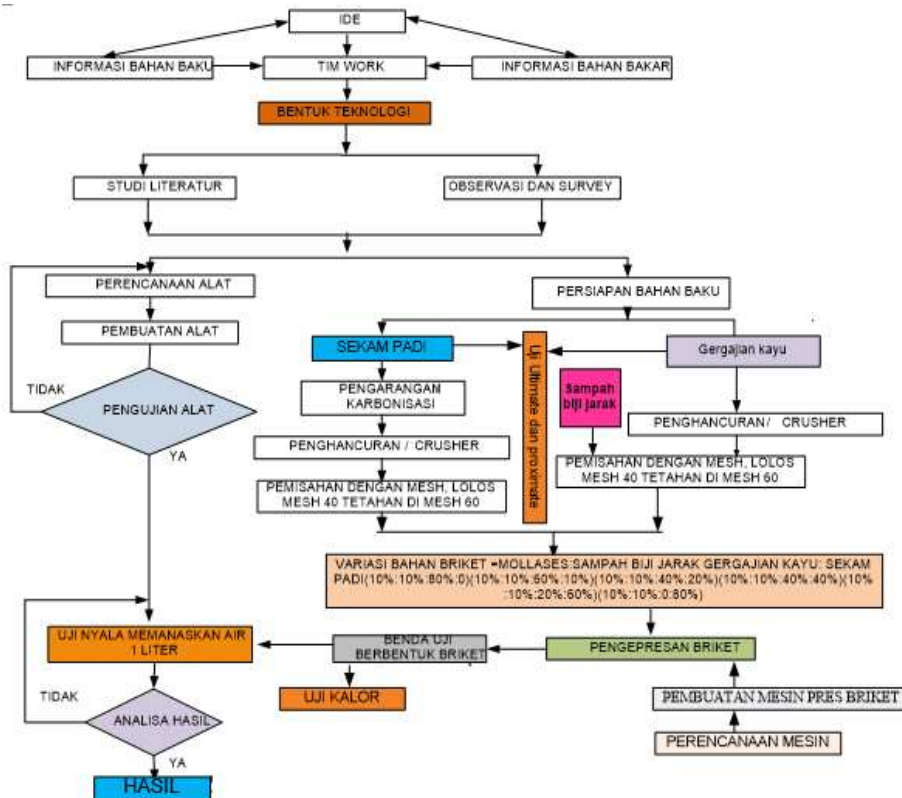 IDE
INFORMASI BAHAN BAKU
TIM WORK
INFORMASI BAHAN BAKAR
BENTUK TEKNOLOGI
STUDI LITERATUR
OBSERVASI DAN SURVEY
PERENCANAAN ALAT
PERSIAPAN BAHAN BAKU
PEMBUATAN ALAT
SEKAM PADI
Uji Ultimate dan proximate
Gergajian kayu
TIDAK
PENGUJIAN ALAT
YA
PENGARANGAN
KARBONISASI
Sampah
biji jarak
PENGHANCURAN / CRUSHER
PENGHANCURAN / CRUSHER
PEMISAHAN DENGAN MESH, LOLOS
MESH 40 TETAHAN DI MESH 60
PEMISAHAN DENGAN MESH, LOLOS
MESH 40 TETAHAN DI MESH 60
VARIASI BAHAN BRIKET =MOLLASES:SAMPAH BIJI JARAK GERGAJIAN KAYU: SEKAM
PADI(10%:10%:80%:0)(10%:10%:60%:10%)(10%:10%:40%:20%)(10%:10%:40%:40%)(10%
:10%:20%:60%)(10%:10%:0:80%)
UJI NYALA MEMANASKAN AIR
1 LITER
BENDA UJI
BERBENTUK BRIKET
PENGEPRESAN BRIKET
TIDAK
UJI KALOR
PEMBUATAN MESIN PRES BRIKET
ANALISA HASIL
PERENCANAAN MESIN
YA
HASIL